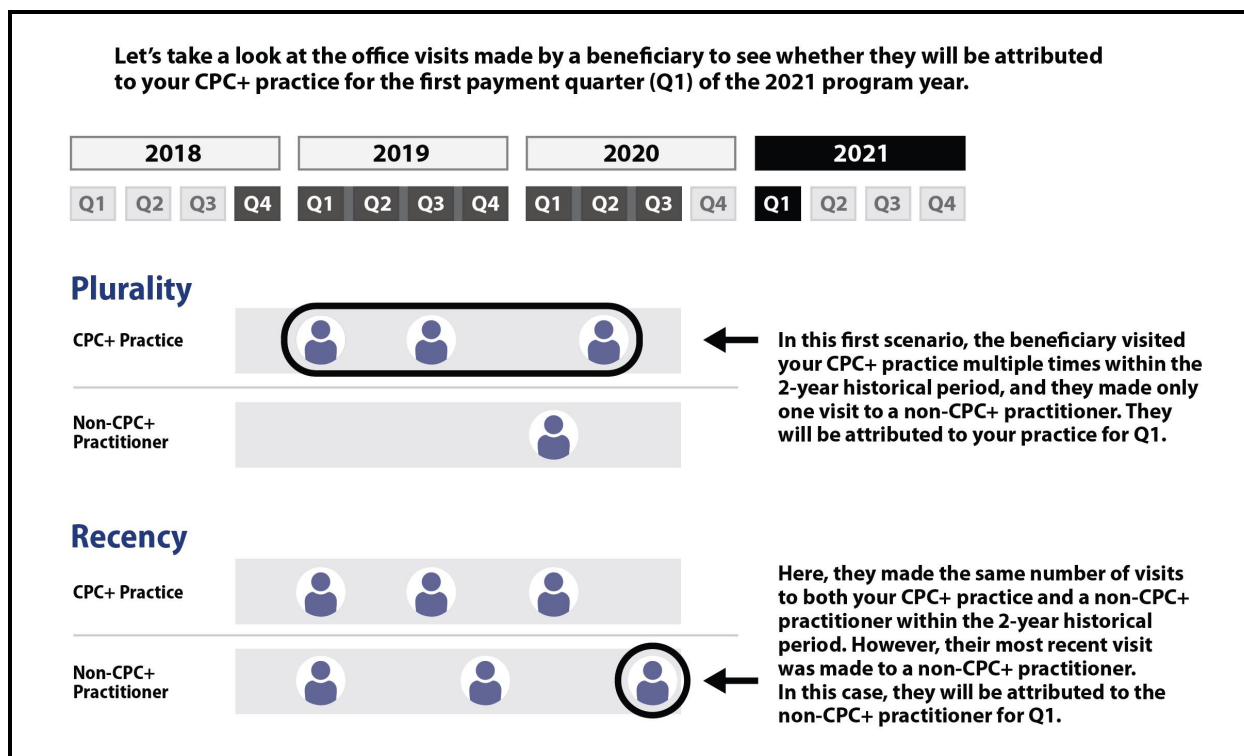 Let's take a look at the office visits made by a beneficiary to see whether they will be attributed
to your CPC+ practice for the first payment quarter (Q1) of the 2021 program year.
2018 2019 2020 2021
Q1 Q2 Q3 Q4 Q1 Q2 Q3 Q4 Q1 Q2 Q3 Q4 Q1 Q2 Q3 Q4
Plurality
CPC+ Practice
Non-CPC+
Practitioner
In this first scenario, the beneficiary visited
your CPC+ practice multiple times within the
2-year historical period, and they made only
one visit to a non-CPC+ practitioner. They
will be attributed to your practice for Q1.
Recency
CPC+ Practice
Non-CPC+
Practitioner
Here, they made the same number of visits
to both your CPC+ practice and a non-CPC+
practitioner within the 2-year historical
period. However, their most recent visit
was made to a non-CPC+ practitioner.
In this case, they will be attributed to the
non-CPC+ practitioner for Q1.